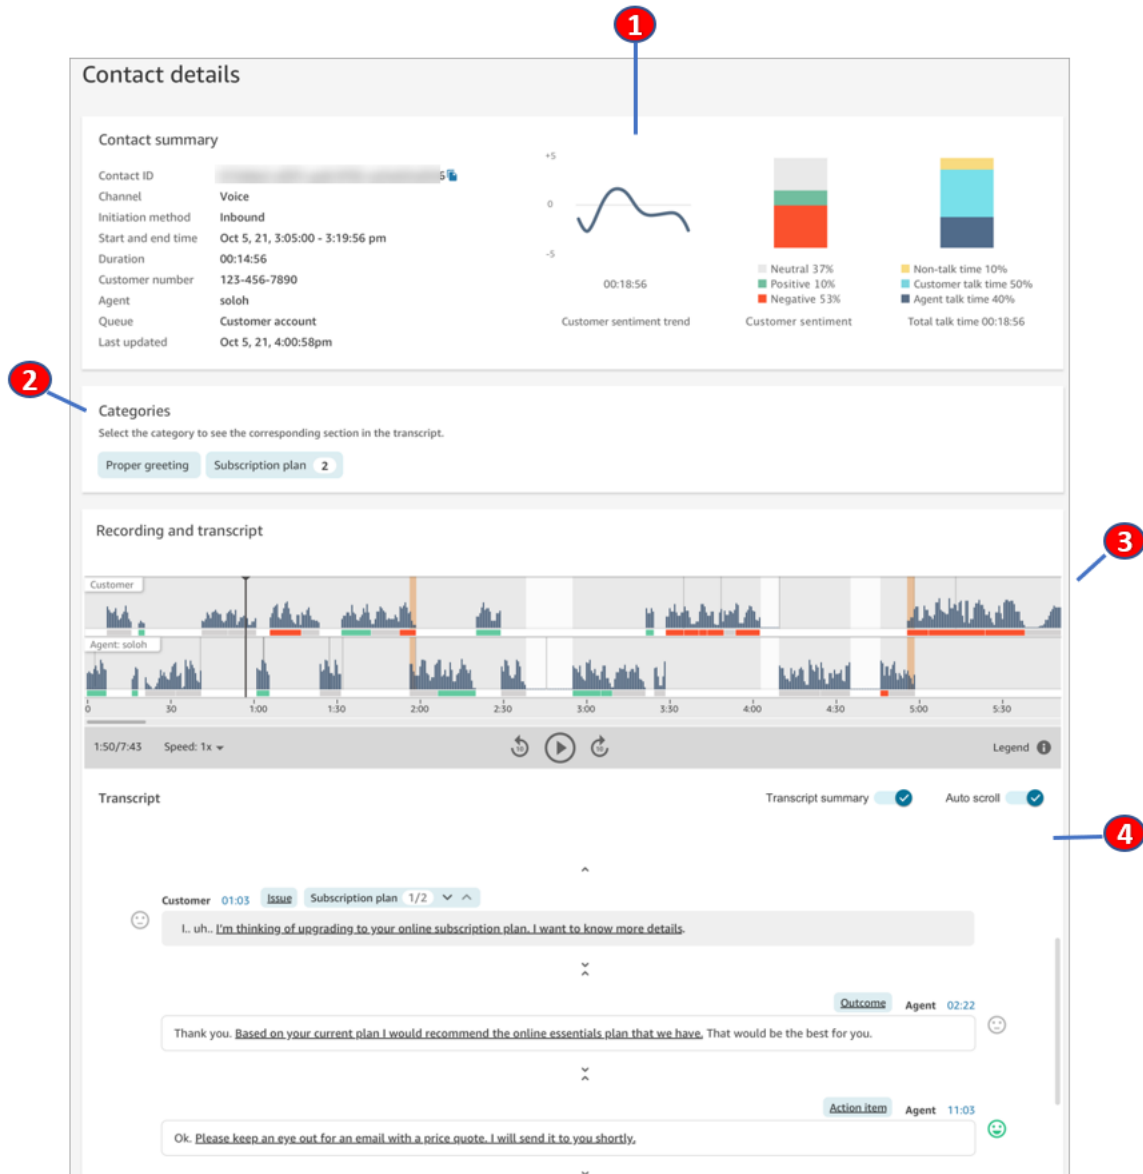 1
Contact details
Contact summary
Contact ID 5
Channel Voice
Initiation method Inbound
Start and end time Oct 5, 21, 3:05:00 - 3:19:56 pm
Duration 00:14:56
Customer number 123-456-7890
Agent soloh
Queue Customer account
Last updated Oct 5, 21, 4:00:58pm
+5
0
-5
00:18:56
Customer sentiment trend
Neutral 37%
Positive 10%
Negative 53%
Customer sentiment
Non-talk time 10%
Customer talk time 50%
Agent talk time 40%
Total talk time 00:18:56
2
Categories
Select the category to see the corresponding section in the transcript.
Proper greeting Subscription plan 2
Recording and transcript
3
Customer
Agent: soloh
0 30 1:00 1:30 2:00 2:30 3:00 3:30 4:00 4:30 5:00 5:30
1:50/7:43 Speed: 1x 10 10 Legend
Transcript Transcript summary Auto scroll
4
Customer 01:03 Issue Subscription plan 1/2
I.. uh.. I'm thinking of upgrading to your online subscription plan. I want to know more details.
Outcome Agent 02:22
Thank you. Based on your current plan I would recommend the online essentials plan that we have. That would be the best for you.
Action item Agent 11:03
Ok. Please keep an eye out for an email with a price quote. I will send it to you shortly.